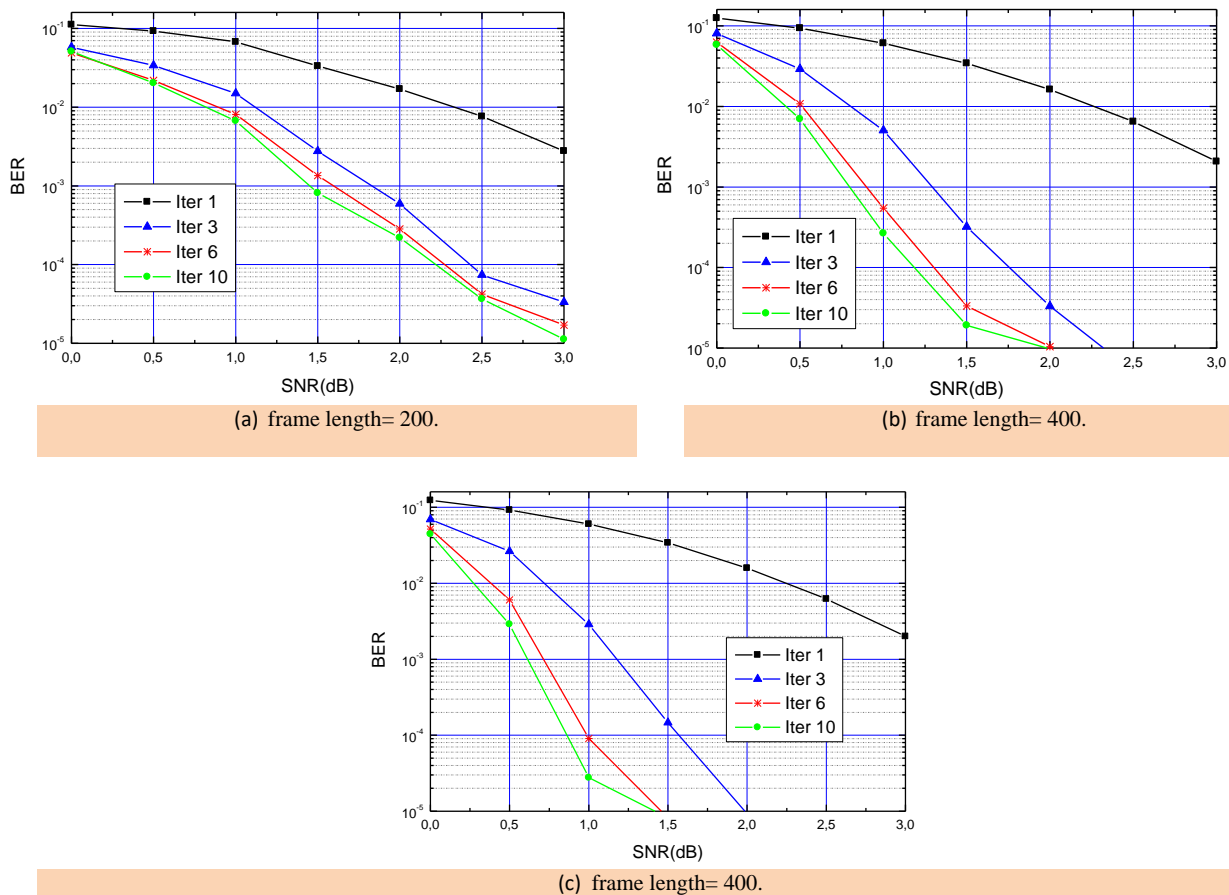 10^-1
10^-2
10^-3
10^-4
10^-5
BER
Iter 1
Iter 3
Iter 6
Iter 10
0,0 0,5 1,0 1,5 2,0 2,5 3,0
SNR(dB)
(a) frame length= 200.
10^-1
10^-2
10^-3
10^-4
10^-5
BER
Iter 1
Iter 3
Iter 6
Iter 10
0,0 0,5 1,0 1,5 2,0 2,5 3,0
SNR(dB)
(b) frame length= 400.
10^-1
10^-2
10^-3
10^-4
10^-5
BER
Iter 1
Iter 3
Iter 6
Iter 10
0,0 0,5 1,0 1,5 2,0 2,5 3,0
SNR(dB)
(c) frame length= 400.